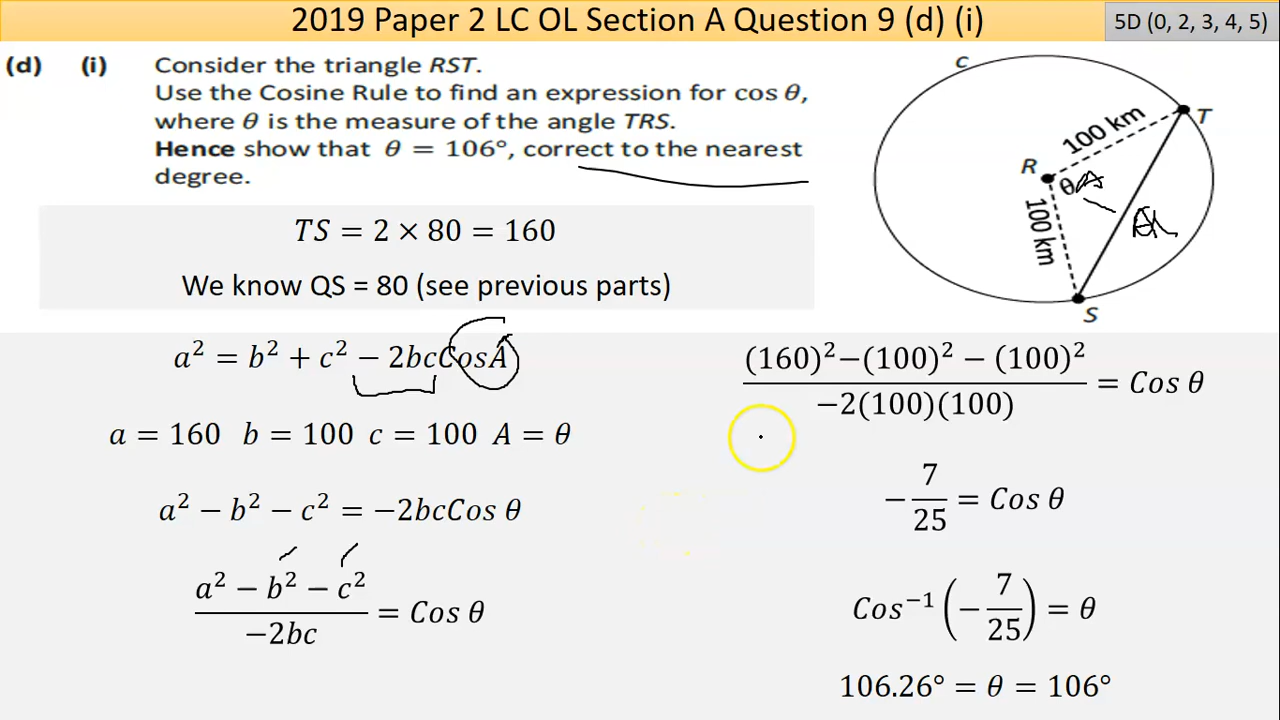 2019 Paper 2 LC OL Section A Question 9 (d) (i)
5D (0, 2, 3, 4, 5)
(d) (i) Consider the triangle RST.
Use the Cosine Rule to find an expression for cos θ,
where θ is the measure of the angle TRS.
Hence show that θ = 106°, correct to the nearest
degree.
C
T
100 km
R
θ A
100 km
S
TS = 2 × 80 = 160
We know QS = 80 (see previous parts)
a² = b² + c² − 2bcCosA
a = 160 b = 100 c = 100 A = θ
a² − b² − c² = −2bcCos θ
a² − b² − c²
−2bc
= Cos θ
(160)²−(100)² − (100)²
−2(100)(100)
= Cos θ
−7/25 = Cos θ
Cos⁻¹(−7/25) = θ
106.26° = θ = 106°